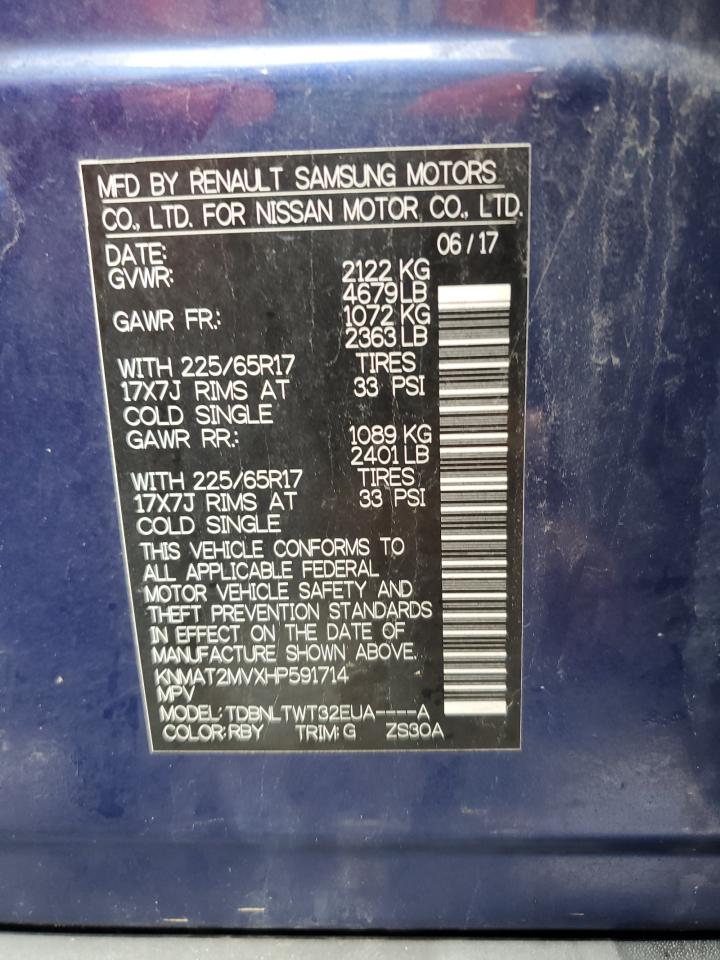 MFD BY RENAULT SAMSUNG MOTORS
CO., LTD. FOR NISSAN MOTOR CO., LTD.
DATE: 06/17
GVWR: 2122 KG
4679 LB
GAWR FR.: 1072 KG
2363 LB
WITH 225/65R17 TIRES
17X7J RIMS AT 33 PSI
COLD SINGLE
GAWR RR.: 1089 KG
2401 LB
WITH 225/65R17 TIRES
17X7J RIMS AT 33 PSI
COLD SINGLE
THIS VEHICLE CONFORMS TO
ALL APPLICABLE FEDERAL
MOTOR VEHICLE SAFETY AND
THEFT PREVENTION STANDARDS
IN EFFECT ON THE DATE OF
MANUFACTURE SHOWN ABOVE.
KNMAT2MVXHP591714
MPV
MODEL: TDBNLTWT32EUA----A
COLOR: RBY TRIM: G ZS30A